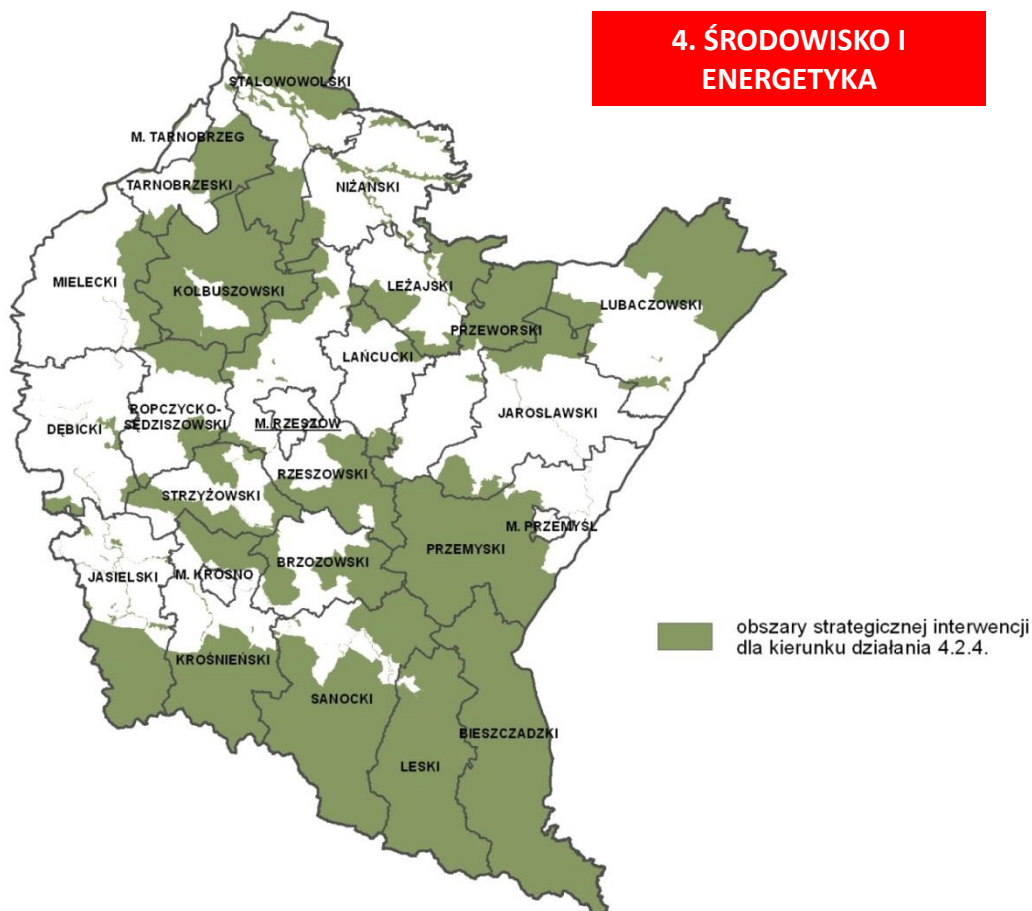 4. ŚRODOWISKO I
ENERGETYKA
STALOWOWOLSKI
M. TARNOBRZEG
TARNOBRZESKI
NIŻAŃSKI
MIELECKI
KOLBUSZOWSKI
LEŻAJSKI
LUBACZOWSKI
PRZEWORSKI
ŁAŃCUCKI
ROPCZYCKO-
SĘDZISZOWSKI
DĘBICKI
M. RZESZÓW
JAROSŁAWSKI
RZESZOWSKI
STRZYŻOWSKI
M. PRZEMYŚL
PRZEMYSKI
BRZOZOWSKI
JASIELSKI
M. KROSNO
obszary strategicznej interwencji
dla kierunku działania 4.2.4.
KROŚNIEŃSKI
SANOCKI
BIESZCZADZKI
LESKI